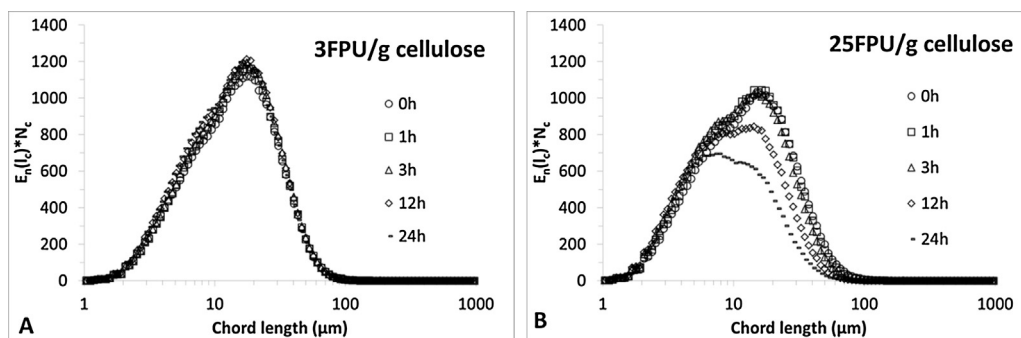 3FPU/g cellulose
E_n(l_c)*N_c
1400
1200
1000
800
600
400
200
0
0h
1h
3h
12h
24h
1 10 100 1000
Chord length (µm)
A
25FPU/g cellulose
E_n(l_c)*N_c
1400
1200
1000
800
600
400
200
0
0h
1h
3h
12h
24h
1 10 100 1000
Chord length (µm)
B